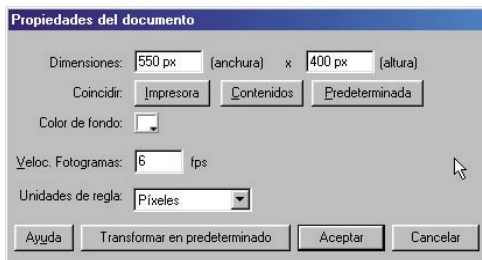 Propiedades del documento
Dimensiones: 550 px (anchura) x 400 px (altura)
Coincidir: Impresora Contenidos Predeterminada
Color de fondo:
Veloc. Fotogramas: 6 fps
Unidades de regla: Píxeles
Ayuda Transformar en predeterminado Aceptar Cancelar